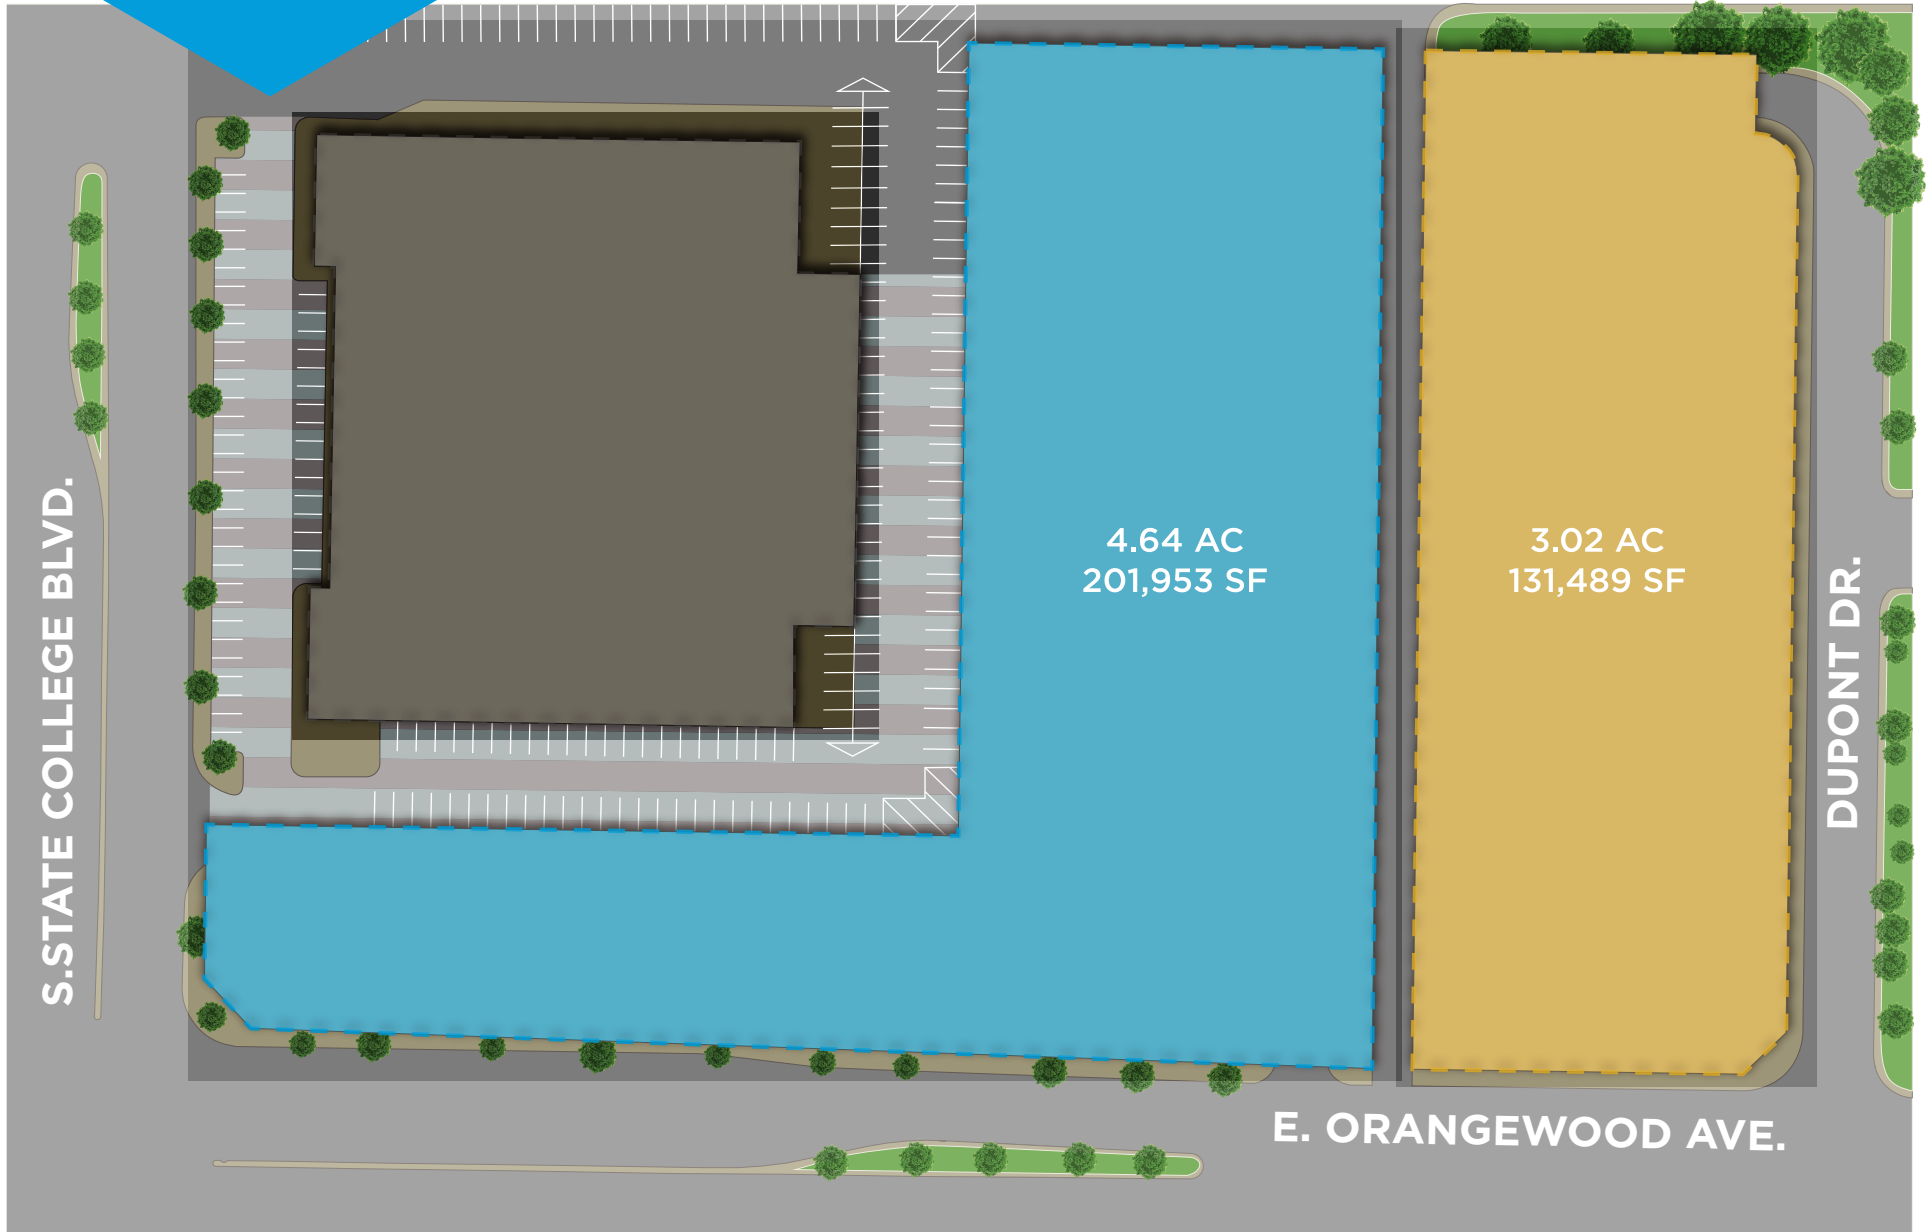 4.64 AC
201,953 SF
3.02 AC
131,489 SF
S.STATE COLLEGE BLVD.
DUPONT DR.
E. ORANGEWOOD AVE.